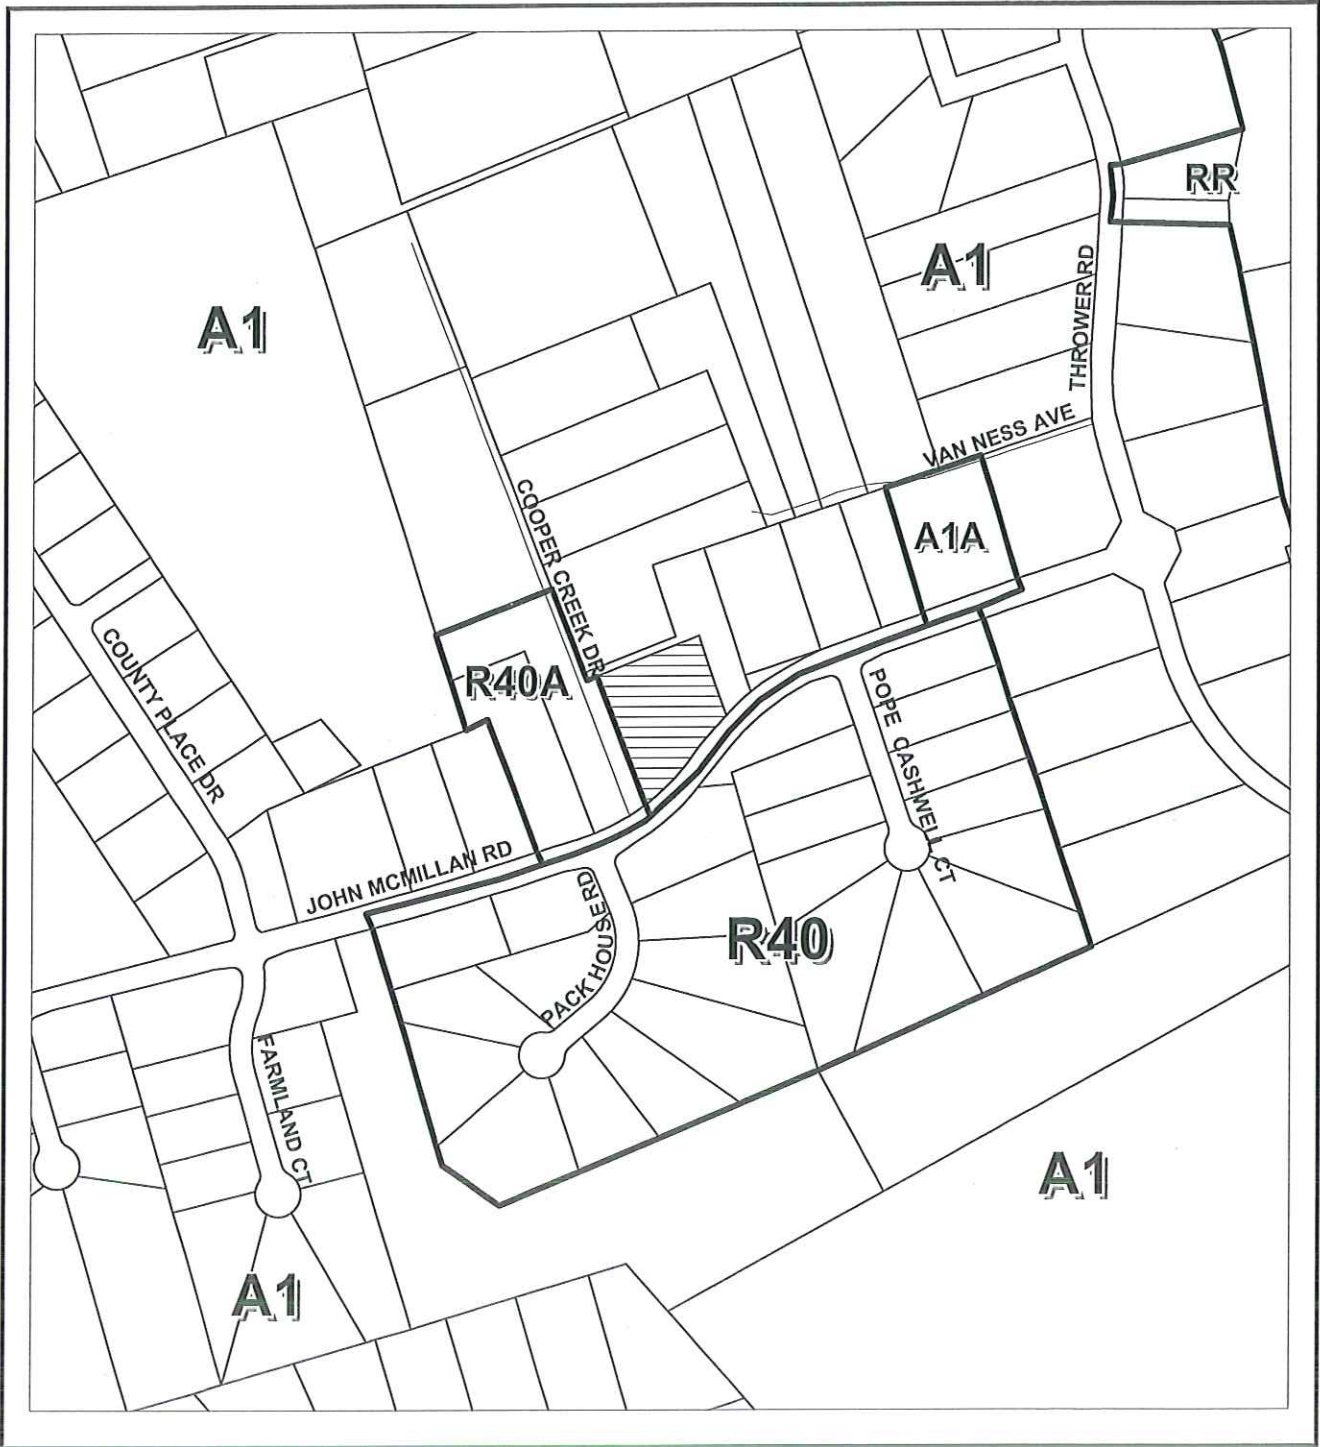 RR
A1
THROWER RD
A1
VAN NESS AVE
COOPER CREEK DR
A1A
R40A
COUNTY PLACE DR
POPE CASHWELL CT
JOHN MCMILLAN RD
PACK HOUSE RD
R40
FARMLAND CT
A1
A1